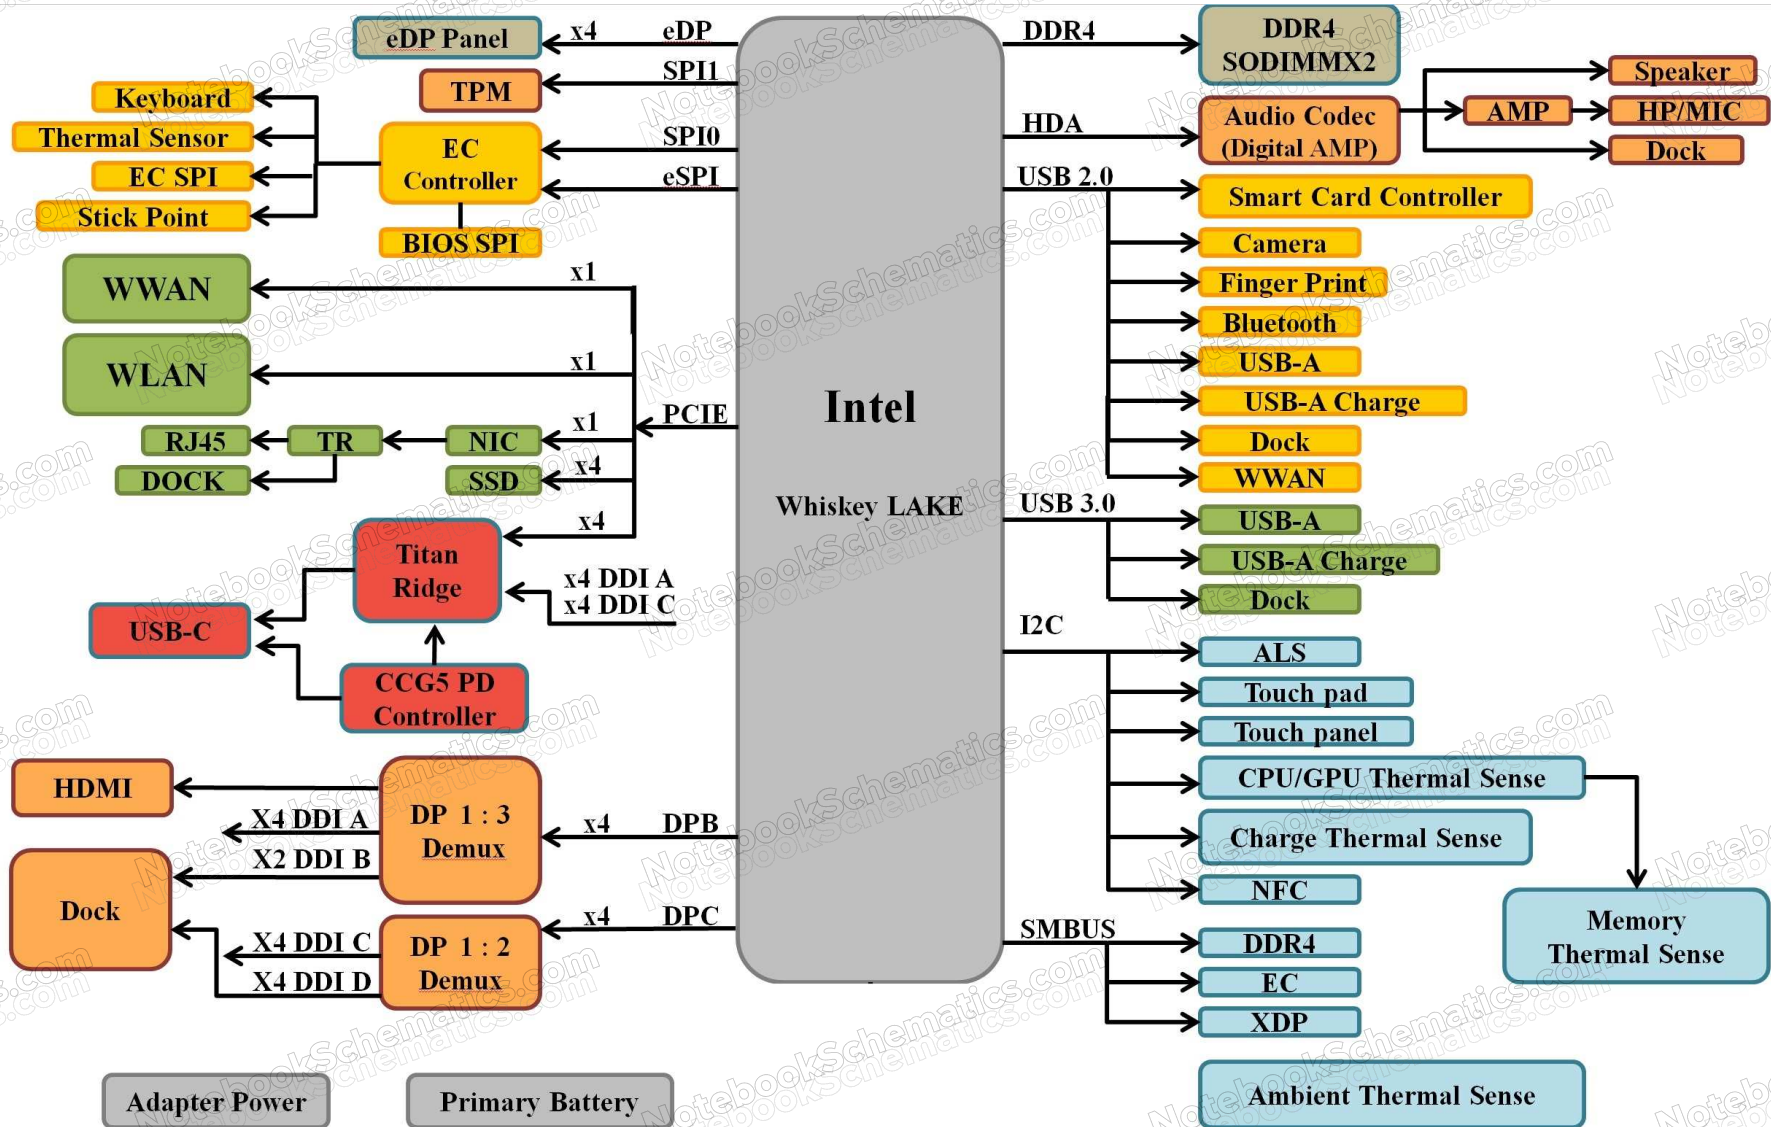 eDP Panel
x4
eDP
TPM
SPI1
Keyboard
Thermal Sensor
EC SPI
Stick Point
EC
Controller
SPI0
eSPI
BIOS SPI
WWAN
x1
WLAN
x1
PCIE
RJ45
TR
NIC
x1
DOCK
SSD
x4
x4
Titan
Ridge
x4 DDI A
x4 DDI C
USB-C
CCG5 PD
Controller
HDMI
X4 DDI A
X2 DDI B
DP 1 : 3
Demux
x4
DPB
Dock
X4 DDI C
X4 DDI D
DP 1 : 2
Demux
x4
DPC
Adapter Power
Primary Battery
Intel
Whiskey LAKE
DDR4
DDR4
SODIMMX2
HDA
Audio Codec
(Digital AMP)
AMP
Speaker
HP/MIC
Dock
USB 2.0
Smart Card Controller
Camera
Finger Print
Bluetooth
USB-A
USB-A Charge
Dock
WWAN
USB 3.0
USB-A
USB-A Charge
Dock
I2C
ALS
Touch pad
Touch panel
CPU/GPU Thermal Sense
Charge Thermal Sense
NFC
Memory
Thermal Sense
SMBUS
DDR4
EC
XDP
Ambient Thermal Sense
NotebookSchematics.com